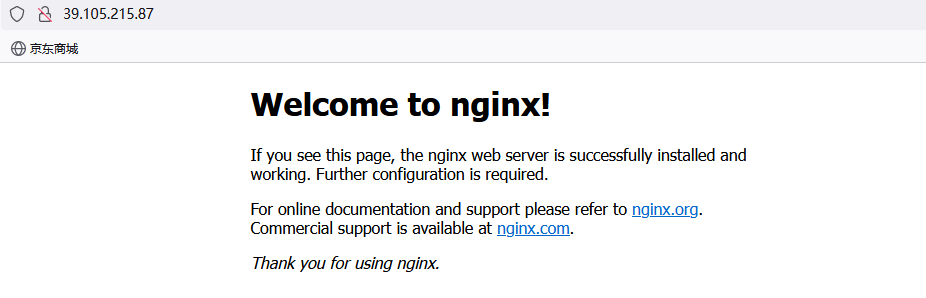 39.105.215.87
京东商城
Welcome to nginx!
If you see this page, the nginx web server is successfully installed and
working. Further configuration is required.
For online documentation and support please refer to nginx.org.
Commercial support is available at nginx.com.
Thank you for using nginx.